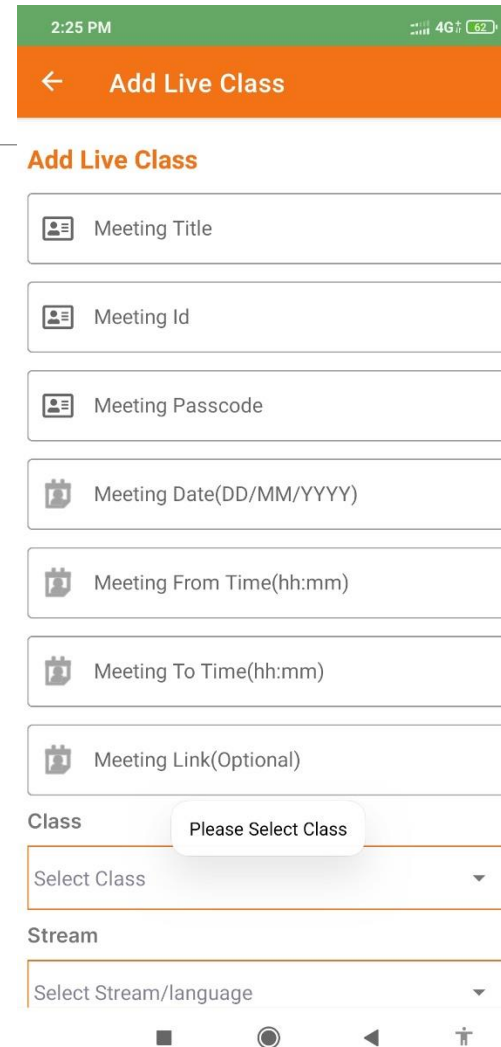 2:25 PM 4G 62
Add Live Class
Add Live Class
Meeting Title
Meeting Id
Meeting Passcode
Meeting Date(DD/MM/YYYY)
Meeting From Time(hh:mm)
Meeting To Time(hh:mm)
Meeting Link(Optional)
Class
Please Select Class
Select Class
Stream
Select Stream/language